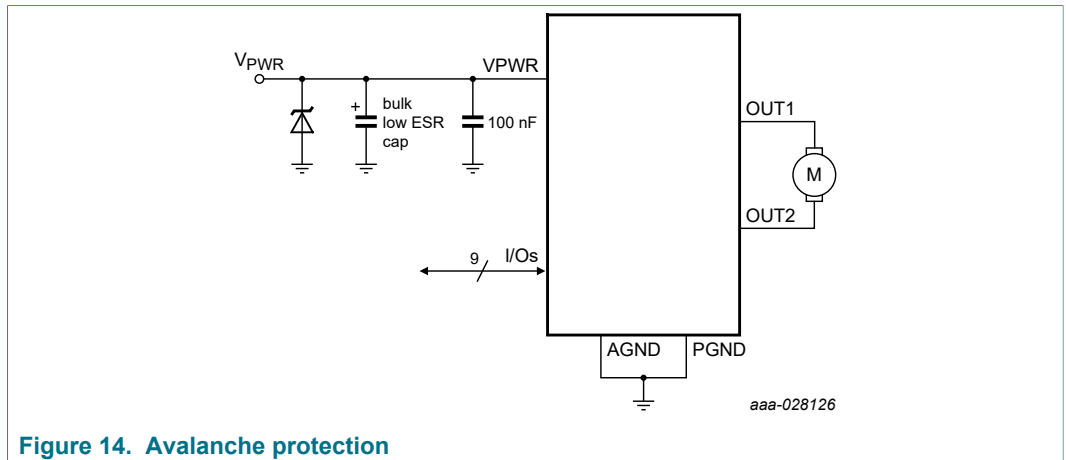 VPWR
VPWR
+
bulk
low ESR
cap
100 nF
OUT1
M
OUT2
9
I/Os
AGND
PGND
aaa-028126
Figure 14. Avalanche protection